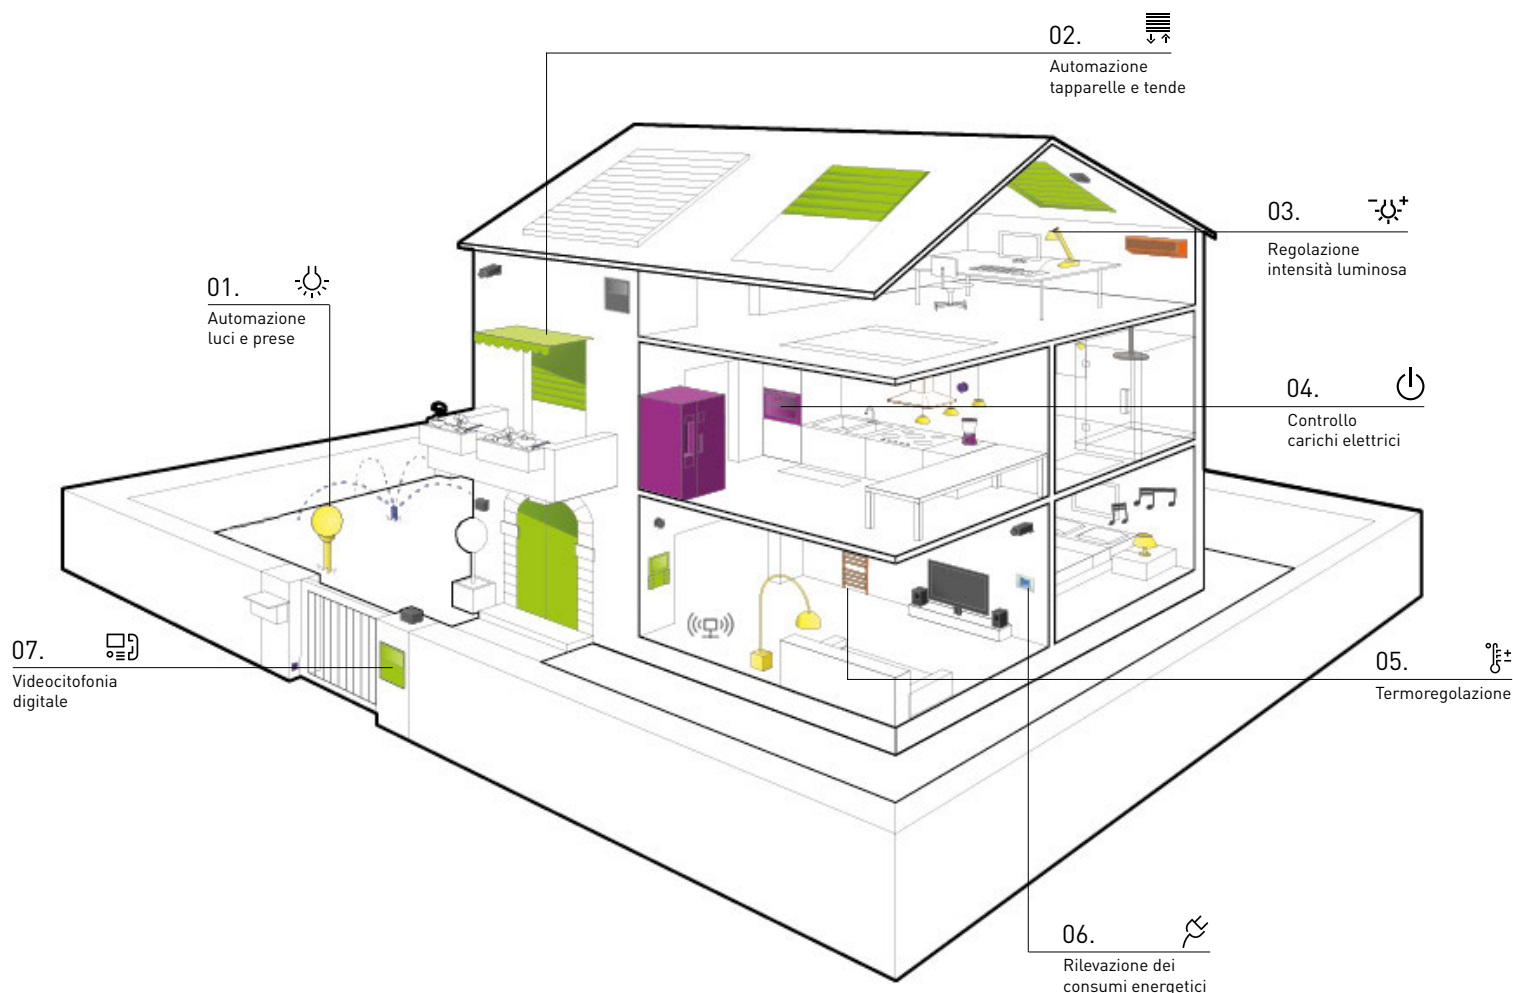 02.
Automazione
tapparelle e tende
03.
Regolazione
intensità luminosa
01.
Automazione
luci e prese
04.
Controllo
carichi elettrici
07.
Videocitofonia
digitale
05.
Termoregolazione
06.
Rilevazione dei
consumi energetici